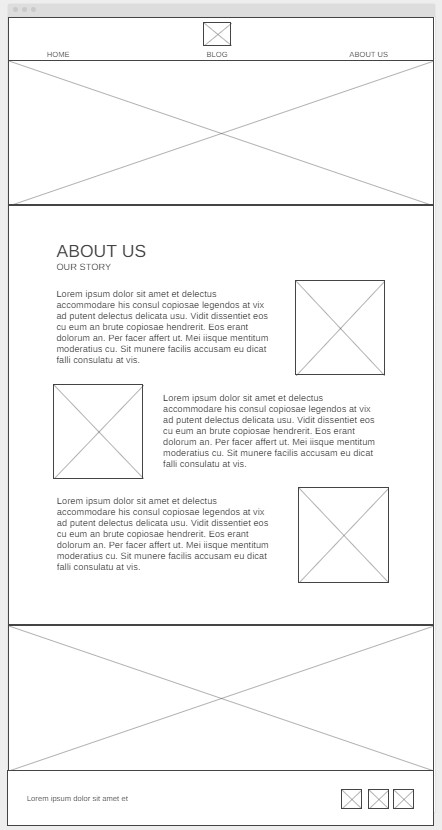 HOME BLOG ABOUT US
ABOUT US
OUR STORY
Lorem ipsum dolor sit amet et delectus
accommodare his consul copiosae legendos at vix
ad putent delectus delicata usu. Vidit dissentiet eos
cu eum an brute copiosae hendrerit. Eos erant
dolorum an. Per facer affert ut. Mei iisque mentitum
moderatius cu. Sit munere facilis accusam eu dicat
falli consulatu at vis.
Lorem ipsum dolor sit amet et delectus
accommodare his consul copiosae legendos at vix
ad putent delectus delicata usu. Vidit dissentiet eos
cu eum an brute copiosae hendrerit. Eos erant
dolorum an. Per facer affert ut. Mei iisque mentitum
moderatius cu. Sit munere facilis accusam eu dicat
falli consulatu at vis.
Lorem ipsum dolor sit amet et delectus
accommodare his consul copiosae legendos at vix
ad putent delectus delicata usu. Vidit dissentiet eos
cu eum an brute copiosae hendrerit. Eos erant
dolorum an. Per facer affert ut. Mei iisque mentitum
moderatius cu. Sit munere facilis accusam eu dicat
falli consulatu at vis.
Lorem ipsum dolor sit amet et